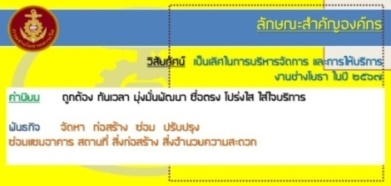 ลักษณะสำคัญองค์กร
วิสัยทัศน์ เป็นเลิศในการบริหารจัดการ และการให้บริการ
งานช่างโยธา ในปี ๒๕๖๗
ค่านิยม ถูกต้อง ทันเวลา มุ่งมั่นพัฒนา ซื่อตรง โปร่งใส ใส่ใจบริการ
พันธกิจ จัดหา ก่อสร้าง ซ่อม ปรับปรุง
ซ่อมแซมอาคาร สถานที่ สิ่งก่อสร้าง สิ่งอำนวยความสะดวก